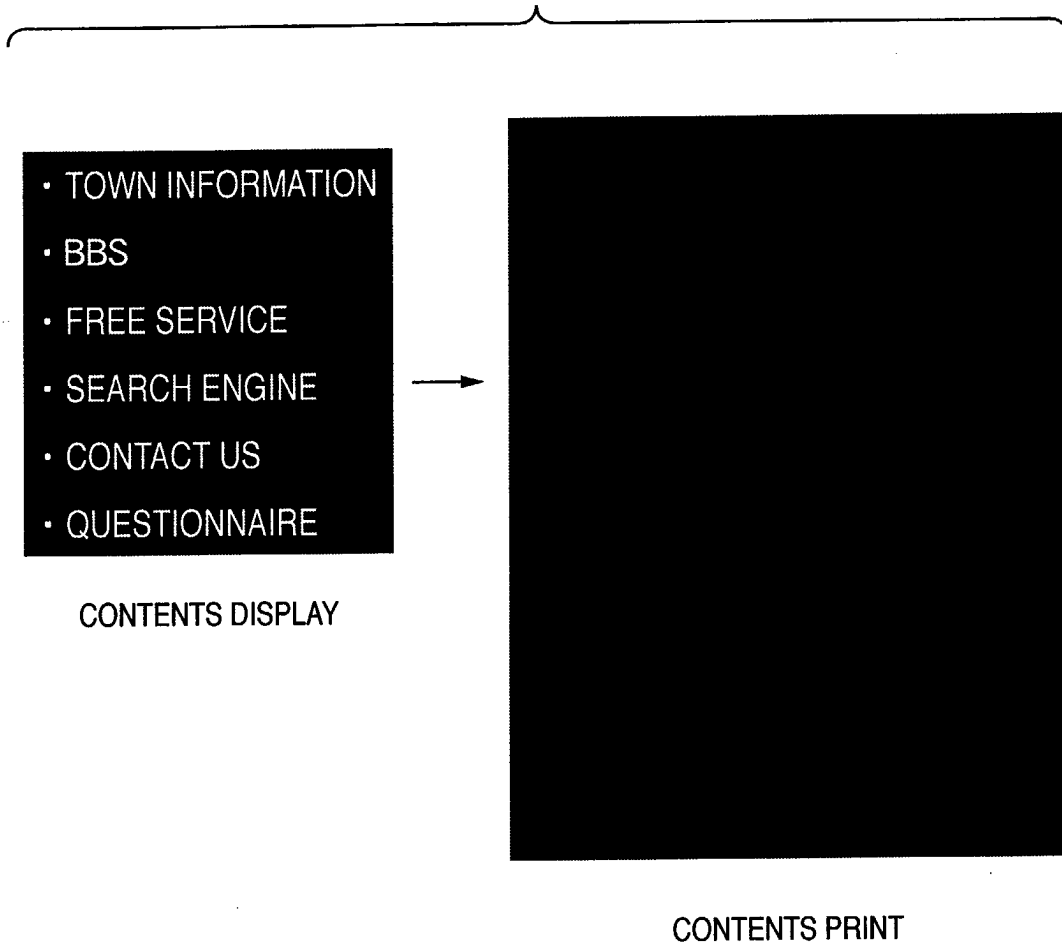 · TOWN INFORMATION
· BBS
· FREE SERVICE
· SEARCH ENGINE
· CONTACT US
· QUESTIONNAIRE
CONTENTS DISPLAY
CONTENTS PRINT